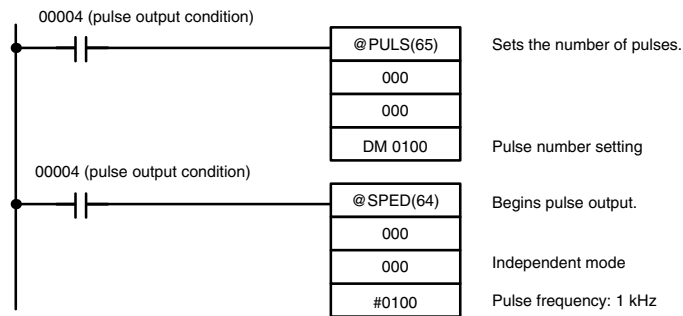 00004 (pulse output condition)
@PULS(65) Sets the number of pulses.
000
000
DM 0100 Pulse number setting
00004 (pulse output condition)
@SPED(64) Begins pulse output.
000
000 Independent mode
#0100 Pulse frequency: 1 kHz